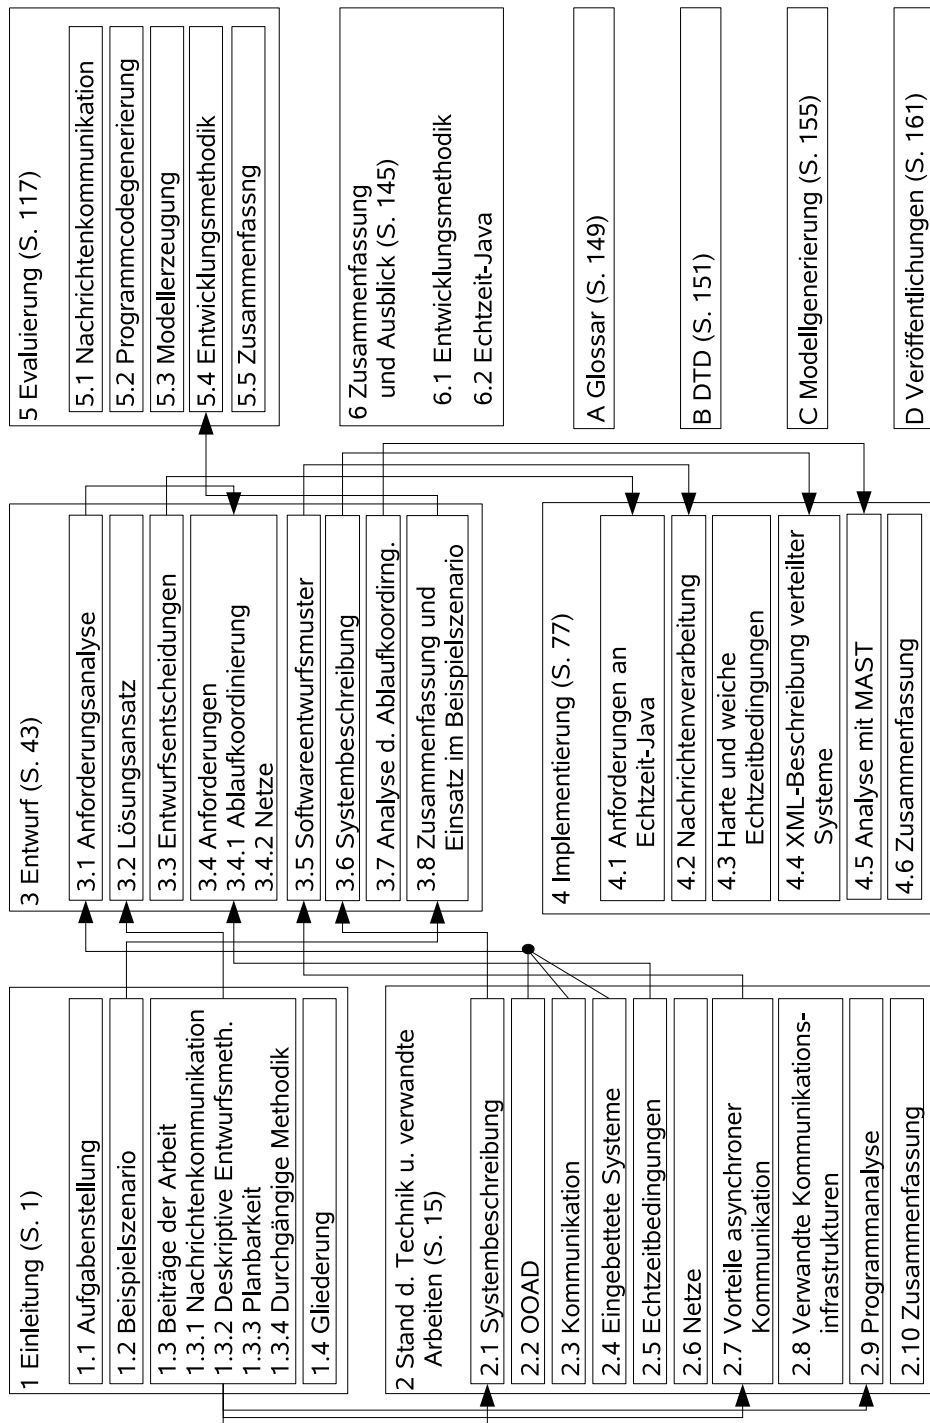 1 Einleitung (S. 1)
1.1 Aufgabenstellung
1.2 Beispielszenario
1.3 Beiträge der Arbeit
1.3.1 Nachrichtenkommunikation
1.3.2 Deskriptive Entwurfsmeth.
1.3.3 Planbarkeit
1.3.4 Durchgängige Methodik
1.4 Gliederung
2 Stand d. Technik u. verwandte
Arbeiten (S. 15)
2.1 Systembeschreibung
2.2 OOAD
2.3 Kommunikation
2.4 Eingebettete Systeme
2.5 Echtzeitbedingungen
2.6 Netze
2.7 Vorteile asynchroner
Kommunikation
2.8 Verwandte Kommunikations-
infrastrukturen
2.9 Programmanalyse
2.10 Zusammenfassung
3 Entwurf (S. 43)
3.1 Anforderungsanalyse
3.2 Lösungsansatz
3.3 Entwurfsentscheidungen
3.4 Anforderungen
3.4.1 Ablaufkoordinierung
3.4.2 Netze
3.5 Softwareentwurfsmuster
3.6 Systembeschreibung
3.7 Analyse d. Ablaufkoordirng.
3.8 Zusammenfassung und
Einsatz im Beispielszenario
4 Implementierung (S. 77)
4.1 Anforderungen an
Echtzeit-Java
4.2 Nachrichtenverarbeitung
4.3 Harte und weiche
Echtzeitbedingungen
4.4 XML-Beschreibung verteilter
Systeme
4.5 Analyse mit MAST
4.6 Zusammenfassung
5 Evaluierung (S. 117)
5.1 Nachrichtenkommunikation
5.2 Programmcodegenerierung
5.3 Modellerzeugung
5.4 Entwicklungsmethodik
5.5 Zusammenfassng
6 Zusammenfassung
und Ausblick (S. 145)
6.1 Entwicklungsmethodik
6.2 Echtzeit-Java
A Glossar (S. 149)
B DTD (S. 151)
C Modellgenerierung (S. 155)
D Veröffentlichungen (S. 161)